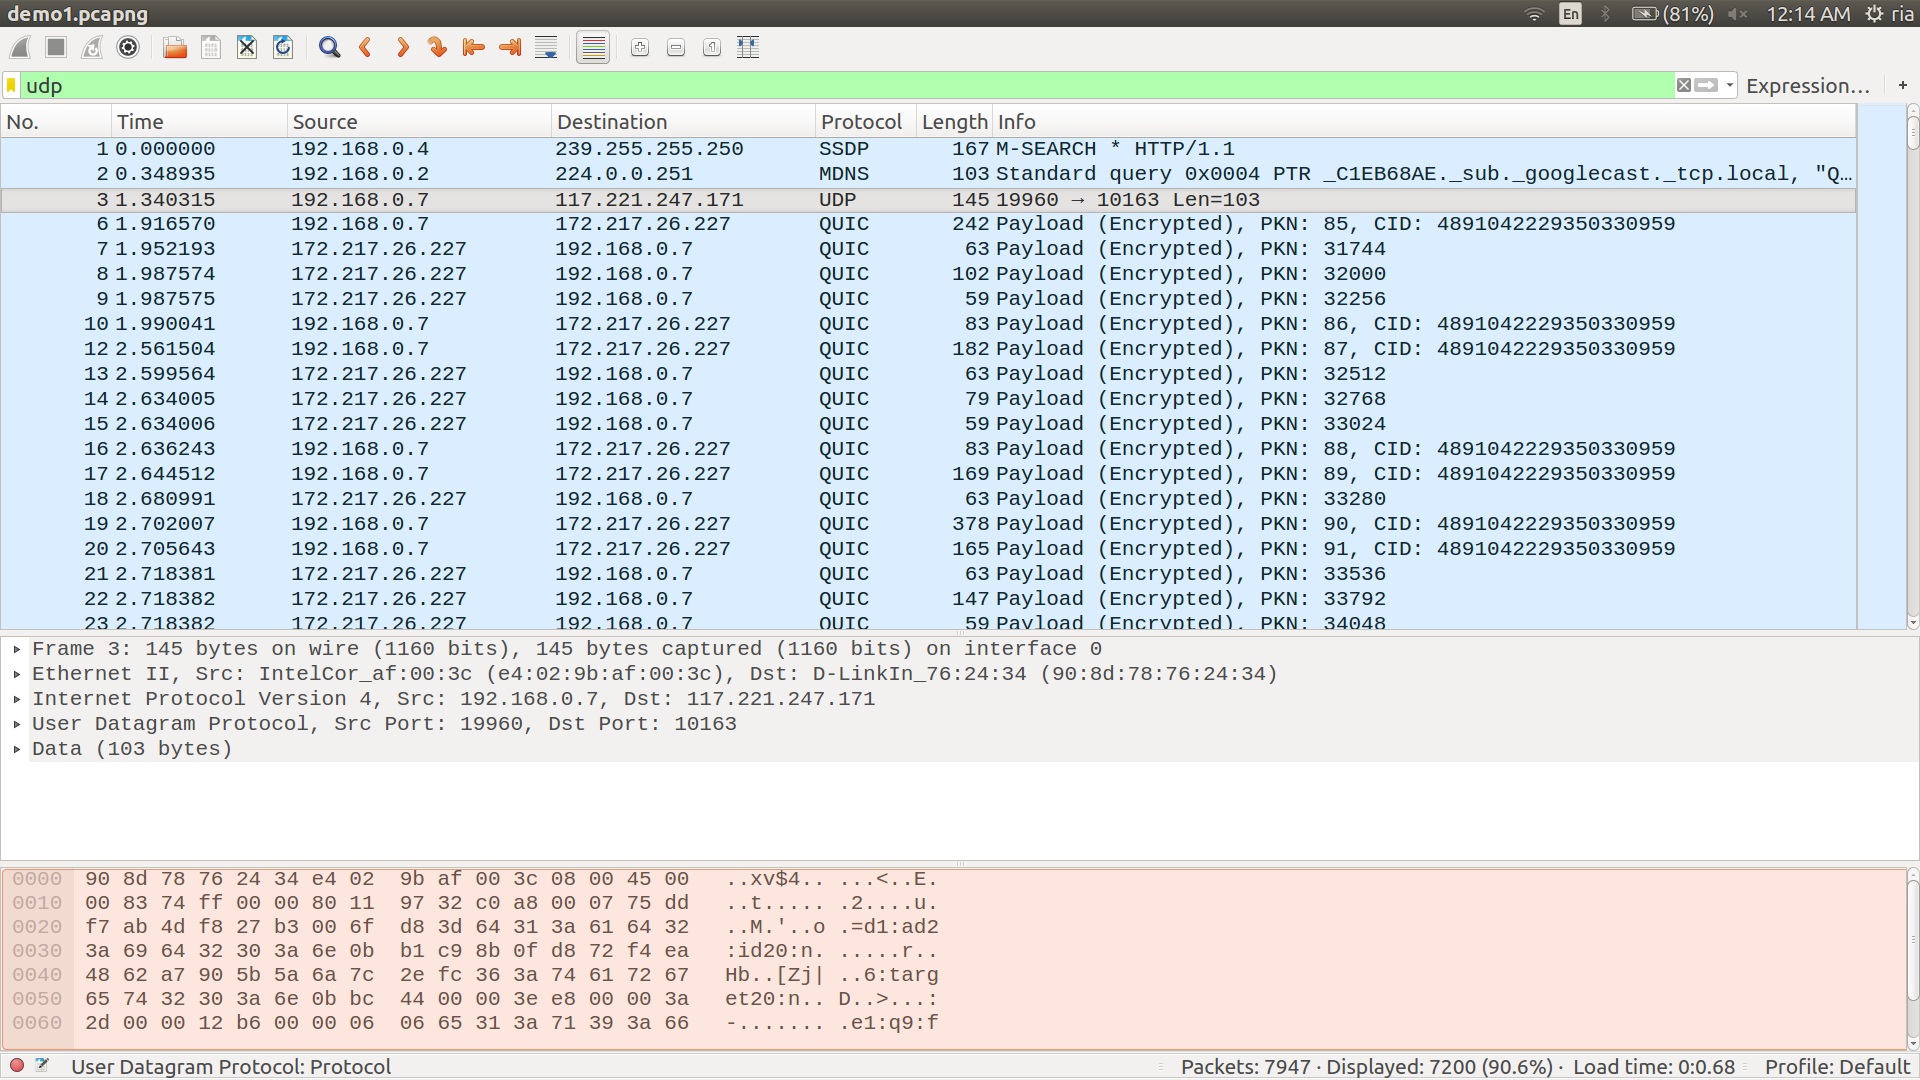 demo1.pcapng En (81%) 12:14 AM ria
udp Expression… +
No. Time Source Destination Protocol Length Info
1 0.000000 192.168.0.4 239.255.255.250 SSDP 167 M-SEARCH * HTTP/1.1
2 0.348935 192.168.0.2 224.0.0.251 MDNS 103 Standard query 0x0004 PTR _C1EB68AE._sub._googlecast._tcp.local, "Q…
3 1.340315 192.168.0.7 117.221.247.171 UDP 145 19960 → 10163 Len=103
6 1.916570 192.168.0.7 172.217.26.227 QUIC 242 Payload (Encrypted), PKN: 85, CID: 4891042229350330959
7 1.952193 172.217.26.227 192.168.0.7 QUIC 63 Payload (Encrypted), PKN: 31744
8 1.987574 172.217.26.227 192.168.0.7 QUIC 102 Payload (Encrypted), PKN: 32000
9 1.987575 172.217.26.227 192.168.0.7 QUIC 59 Payload (Encrypted), PKN: 32256
10 1.990041 192.168.0.7 172.217.26.227 QUIC 83 Payload (Encrypted), PKN: 86, CID: 4891042229350330959
12 2.561504 192.168.0.7 172.217.26.227 QUIC 182 Payload (Encrypted), PKN: 87, CID: 4891042229350330959
13 2.599564 172.217.26.227 192.168.0.7 QUIC 63 Payload (Encrypted), PKN: 32512
14 2.634005 172.217.26.227 192.168.0.7 QUIC 79 Payload (Encrypted), PKN: 32768
15 2.634006 172.217.26.227 192.168.0.7 QUIC 59 Payload (Encrypted), PKN: 33024
16 2.636243 192.168.0.7 172.217.26.227 QUIC 83 Payload (Encrypted), PKN: 88, CID: 4891042229350330959
17 2.644512 192.168.0.7 172.217.26.227 QUIC 169 Payload (Encrypted), PKN: 89, CID: 4891042229350330959
18 2.680991 172.217.26.227 192.168.0.7 QUIC 63 Payload (Encrypted), PKN: 33280
19 2.702007 192.168.0.7 172.217.26.227 QUIC 378 Payload (Encrypted), PKN: 90, CID: 4891042229350330959
20 2.705643 192.168.0.7 172.217.26.227 QUIC 165 Payload (Encrypted), PKN: 91, CID: 4891042229350330959
21 2.718381 172.217.26.227 192.168.0.7 QUIC 63 Payload (Encrypted), PKN: 33536
22 2.718382 172.217.26.227 192.168.0.7 QUIC 147 Payload (Encrypted), PKN: 33792
23 2.718382 172.217.26.227 192.168.0.7 QUIC 59 Payload (Encrypted), PKN: 34048
Frame 3: 145 bytes on wire (1160 bits), 145 bytes captured (1160 bits) on interface 0
Ethernet II, Src: IntelCor_af:00:3c (e4:02:9b:af:00:3c), Dst: D-LinkIn_76:24:34 (90:8d:78:76:24:34)
Internet Protocol Version 4, Src: 192.168.0.7, Dst: 117.221.247.171
User Datagram Protocol, Src Port: 19960, Dst Port: 10163
Data (103 bytes)
0000 90 8d 78 76 24 34 e4 02 9b af 00 3c 08 00 45 00 ..xv$4.. ...<..E.
0010 00 83 74 ff 00 00 80 11 97 32 c0 a8 00 07 75 dd ..t..... .2....u.
0020 f7 ab 4d f8 27 b3 00 6f d8 3d 64 31 3a 61 64 32 ..M.'..o .=d1:ad2
0030 3a 69 64 32 30 3a 6e 0b b1 c9 8b 0f d8 72 f4 ea :id20:n. .....r..
0040 48 62 a7 90 5b 5a 6a 7c 2e fc 36 3a 74 61 72 67 Hb..[Zj| ..6:targ
0050 65 74 32 30 3a 6e 0b bc 44 00 00 3e e8 00 00 3a et20:n.. D..>...:
0060 2d 00 00 12 b6 00 00 06 06 65 31 3a 71 39 3a 66 -....... .e1:q9:f
User Datagram Protocol: Protocol Packets: 7947 · Displayed: 7200 (90.6%) · Load time: 0:0.68 Profile: Default